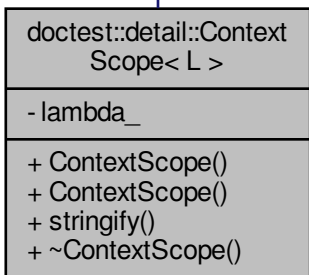 doctest::detail::Context
Scope< L >
- lambda_
+ ContextScope()
+ ContextScope()
+ stringify()
+ ~ContextScope()